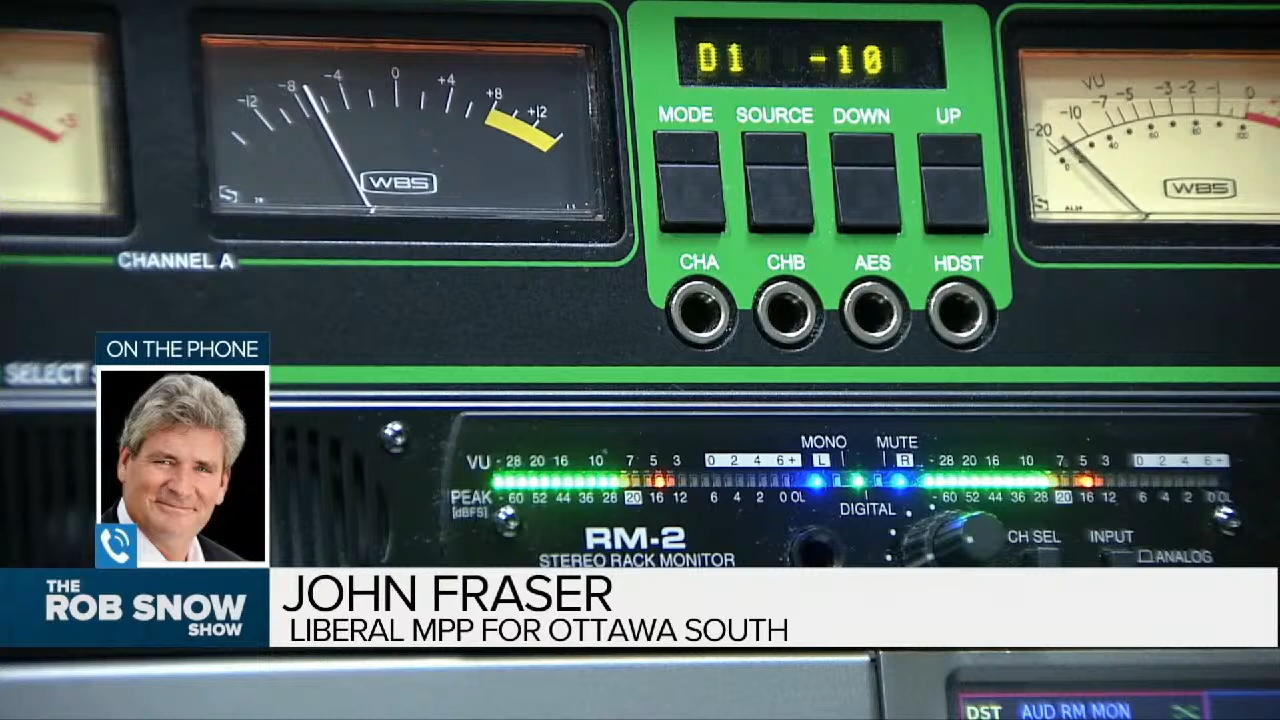 D1 -10
MODE SOURCE DOWN UP
-12 -8 -4 0 +4 +8 +12
WBS
VU
-20 -10 -7 -5 -3 -2 -1 0
WBS
CHANNEL A
CHA CHB AES HDST
ON THE PHONE
SELECT
MONO MUTE
VU - 28 20 16 10 7 5 3 0 2 4 6+ L R - 28 20 16 10 7 5 3 0 2 4 6+
PEAK - 60 52 44 36 28 20 16 12 6 4 2 0 OL - 60 52 44 36 28 20 16 12 6 4 2 0 OL
[dBFS]
DIGITAL
RM-2
STEREO RACK MONITOR
CH SEL INPUT
ANALOG
THE
ROB SNOW
SHOW
JOHN FRASER
LIBERAL MPP FOR OTTAWA SOUTH
DST AUD RM MON